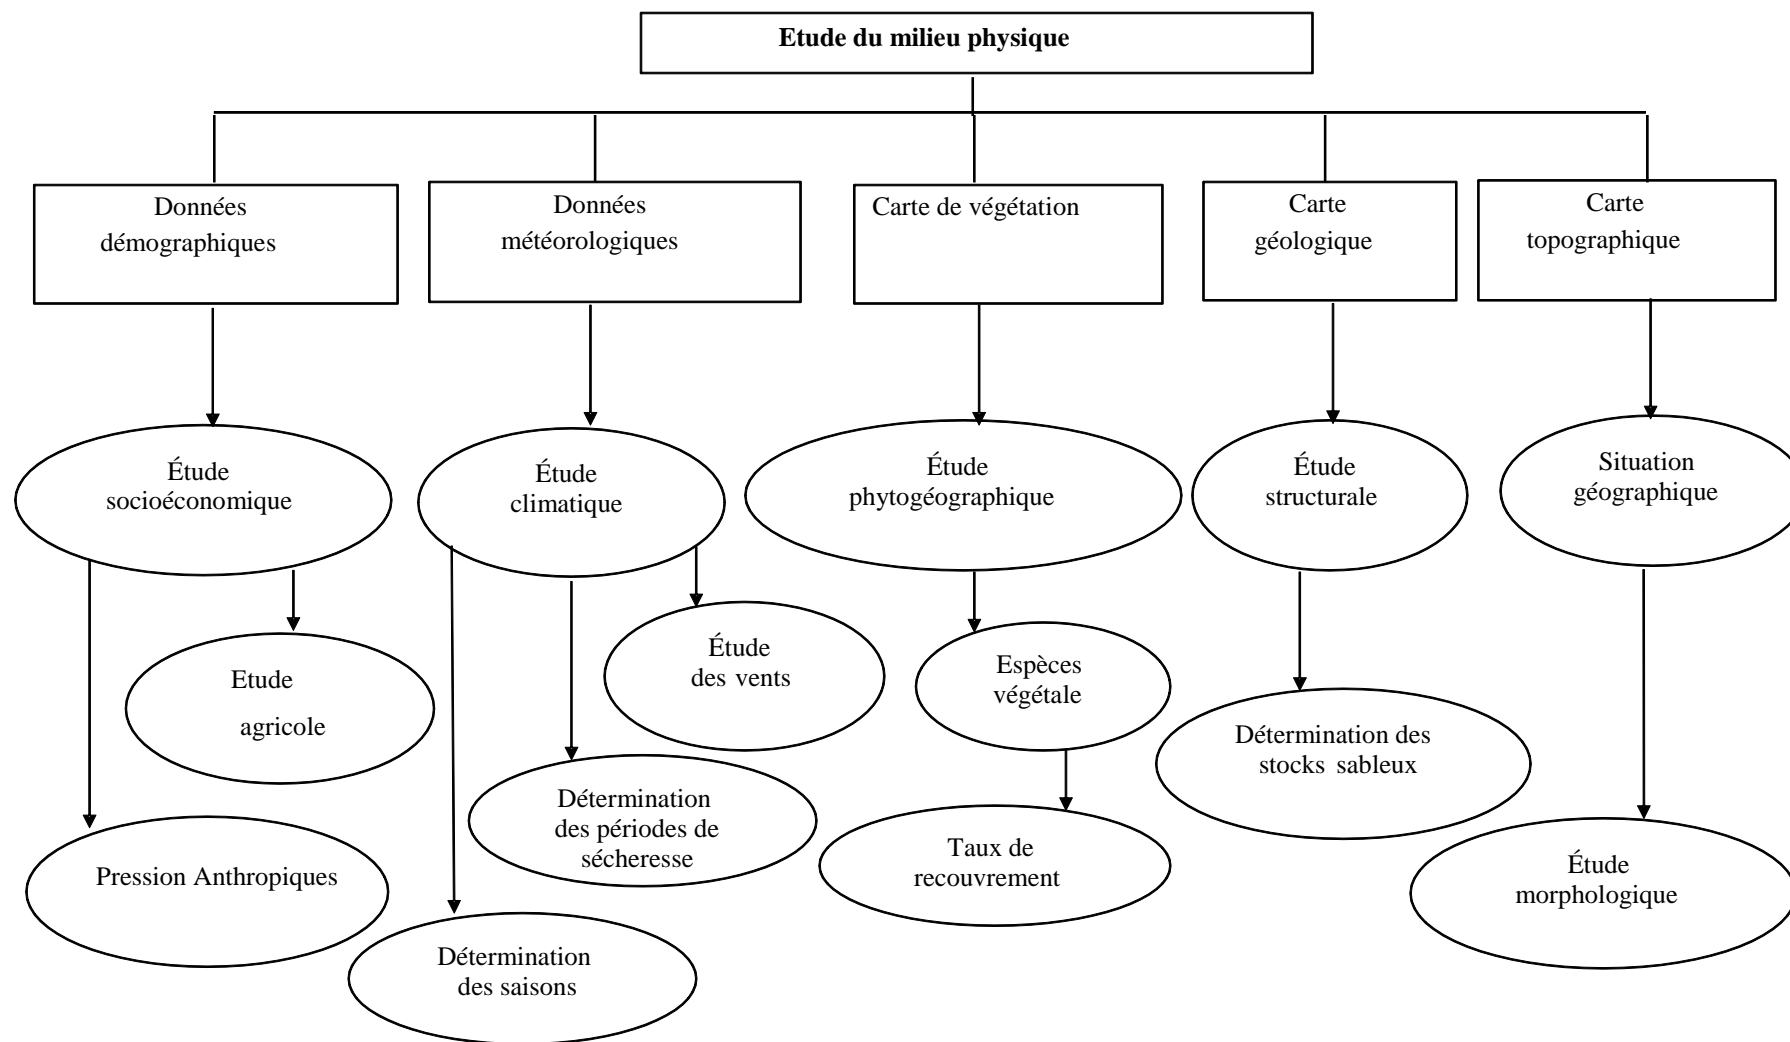 Etude du milieu physique
Données
démographiques
Données
météorologiques
Carte de végétation
Carte
géologique
Carte
topographique
Étude
socioéconomique
Étude
climatique
Étude
phytogéographique
Étude
structurale
Situation
géographique
Etude
agricole
Étude
des vents
Espèces
végétale
Détermination des
stocks sableux
Détermination
des périodes de
sécheresse
Taux de
recouvrement
Pression Anthropiques
Étude
morphologique
Détermination
des saisons